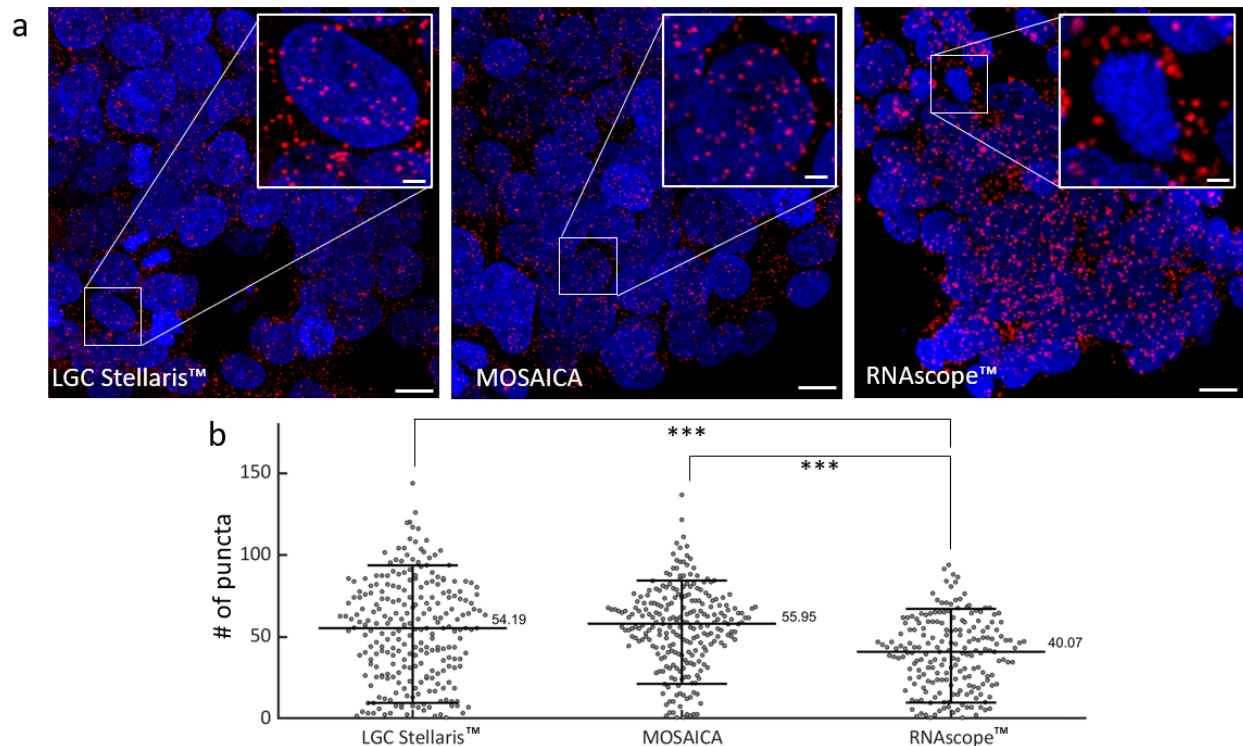 a
LGC Stellaris™
MOSAICA
RNAscope™
b
***
***
# of puncta
150
100
50
0
54.19
55.95
40.07
LGC Stellaris™
MOSAICA
RNAscope™